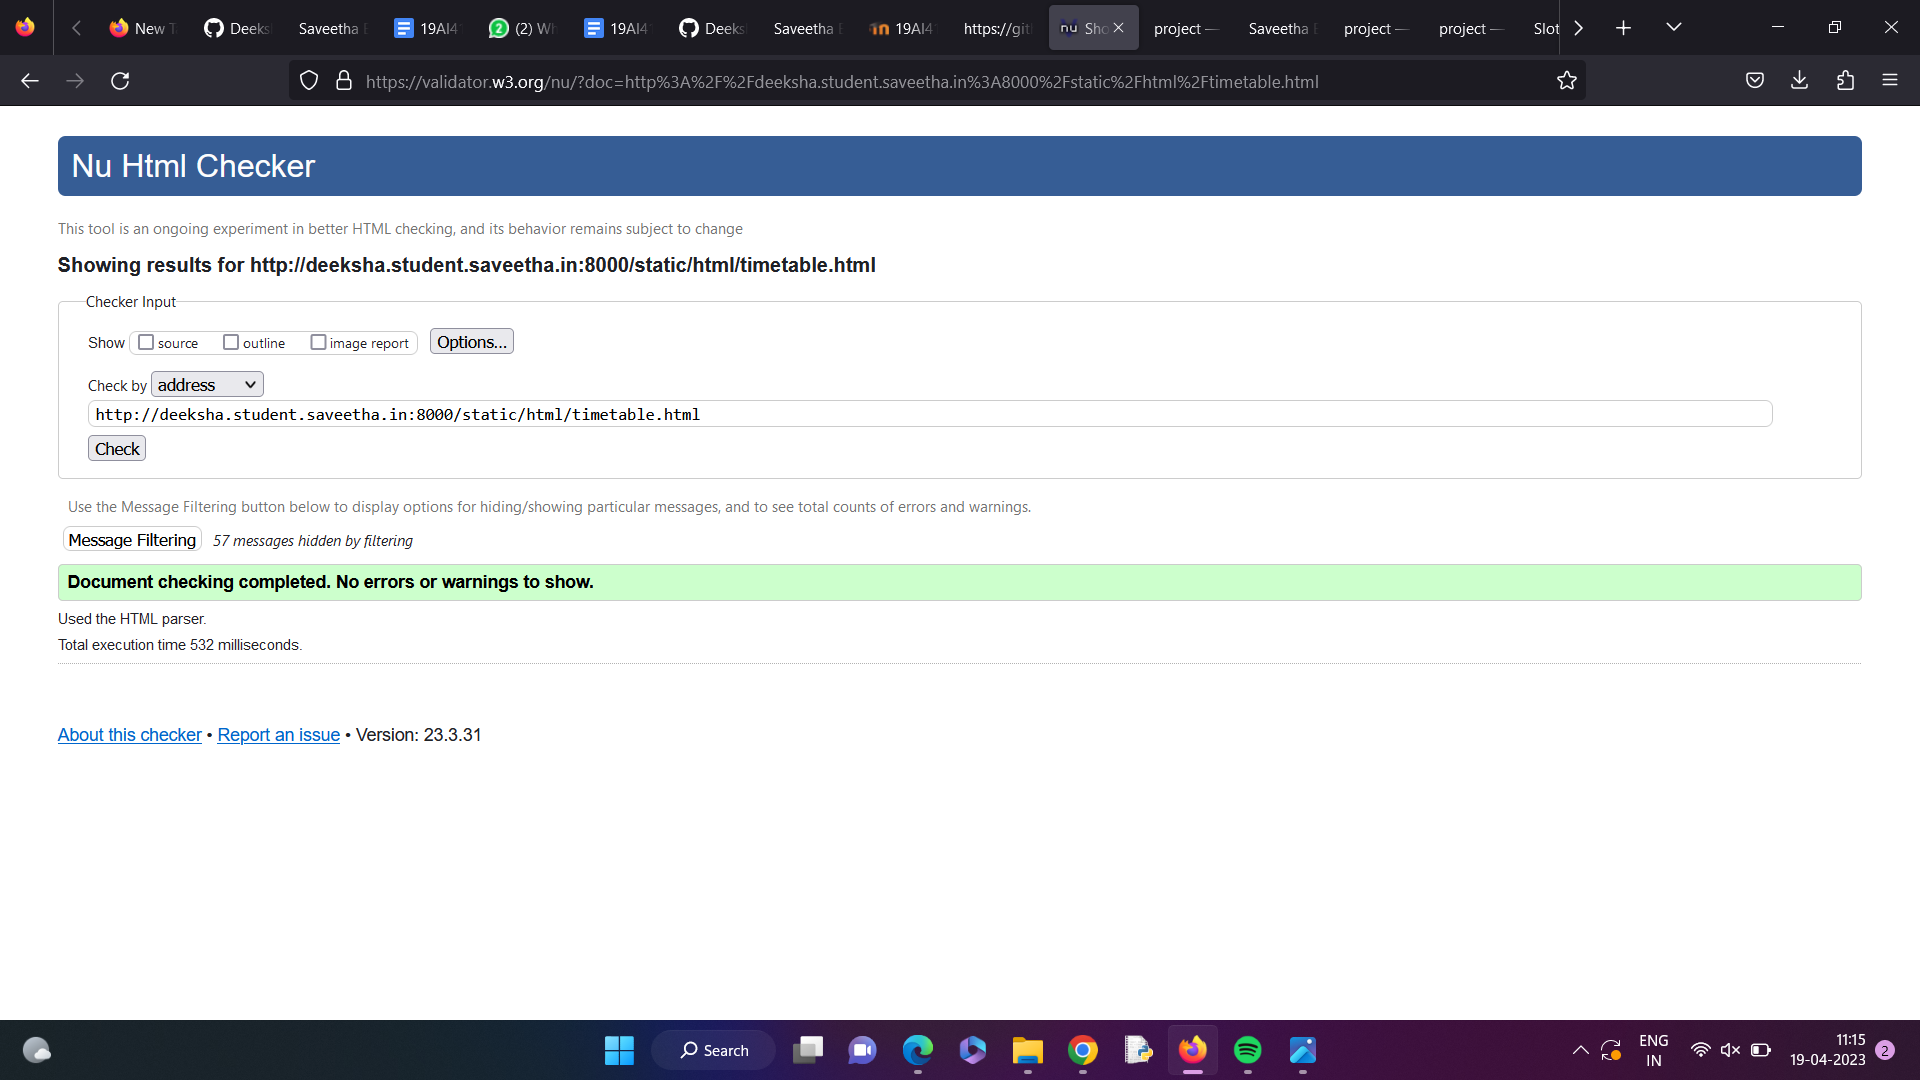 New T
Deeks
Saveetha E
19AI4
(2) Wh
19AI4
Deeks
Saveetha E
19AI4
https://git
nu
Sho
project —
Saveetha E
project —
project —
Slot
https://validator.w3.org/nu/?doc=http%3A%2F%2Fdeeksha.student.saveetha.in%3A8000%2Fstatic%2Fhtml%2Ftimetable.html
Nu Html Checker
This tool is an ongoing experiment in better HTML checking, and its behavior remains subject to change
Showing results for http://deeksha.student.saveetha.in:8000/static/html/timetable.html
Checker Input
Show source outline image report Options...
Check by address
http://deeksha.student.saveetha.in:8000/static/html/timetable.html
Check
Use the Message Filtering button below to display options for hiding/showing particular messages, and to see total counts of errors and warnings.
Message Filtering 57 messages hidden by filtering
Document checking completed. No errors or warnings to show.
Used the HTML parser.
Total execution time 532 milliseconds.
About this checker • Report an issue • Version: 23.3.31
Search
ENG
IN
11:15
19-04-2023
2